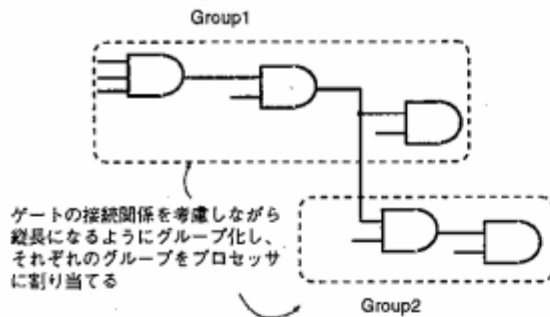 Group1
ゲートの接続関係を考慮しながら
縦長になるようにグループ化し、
それぞれのグループをプロセッサ
に割り当てる
Group2